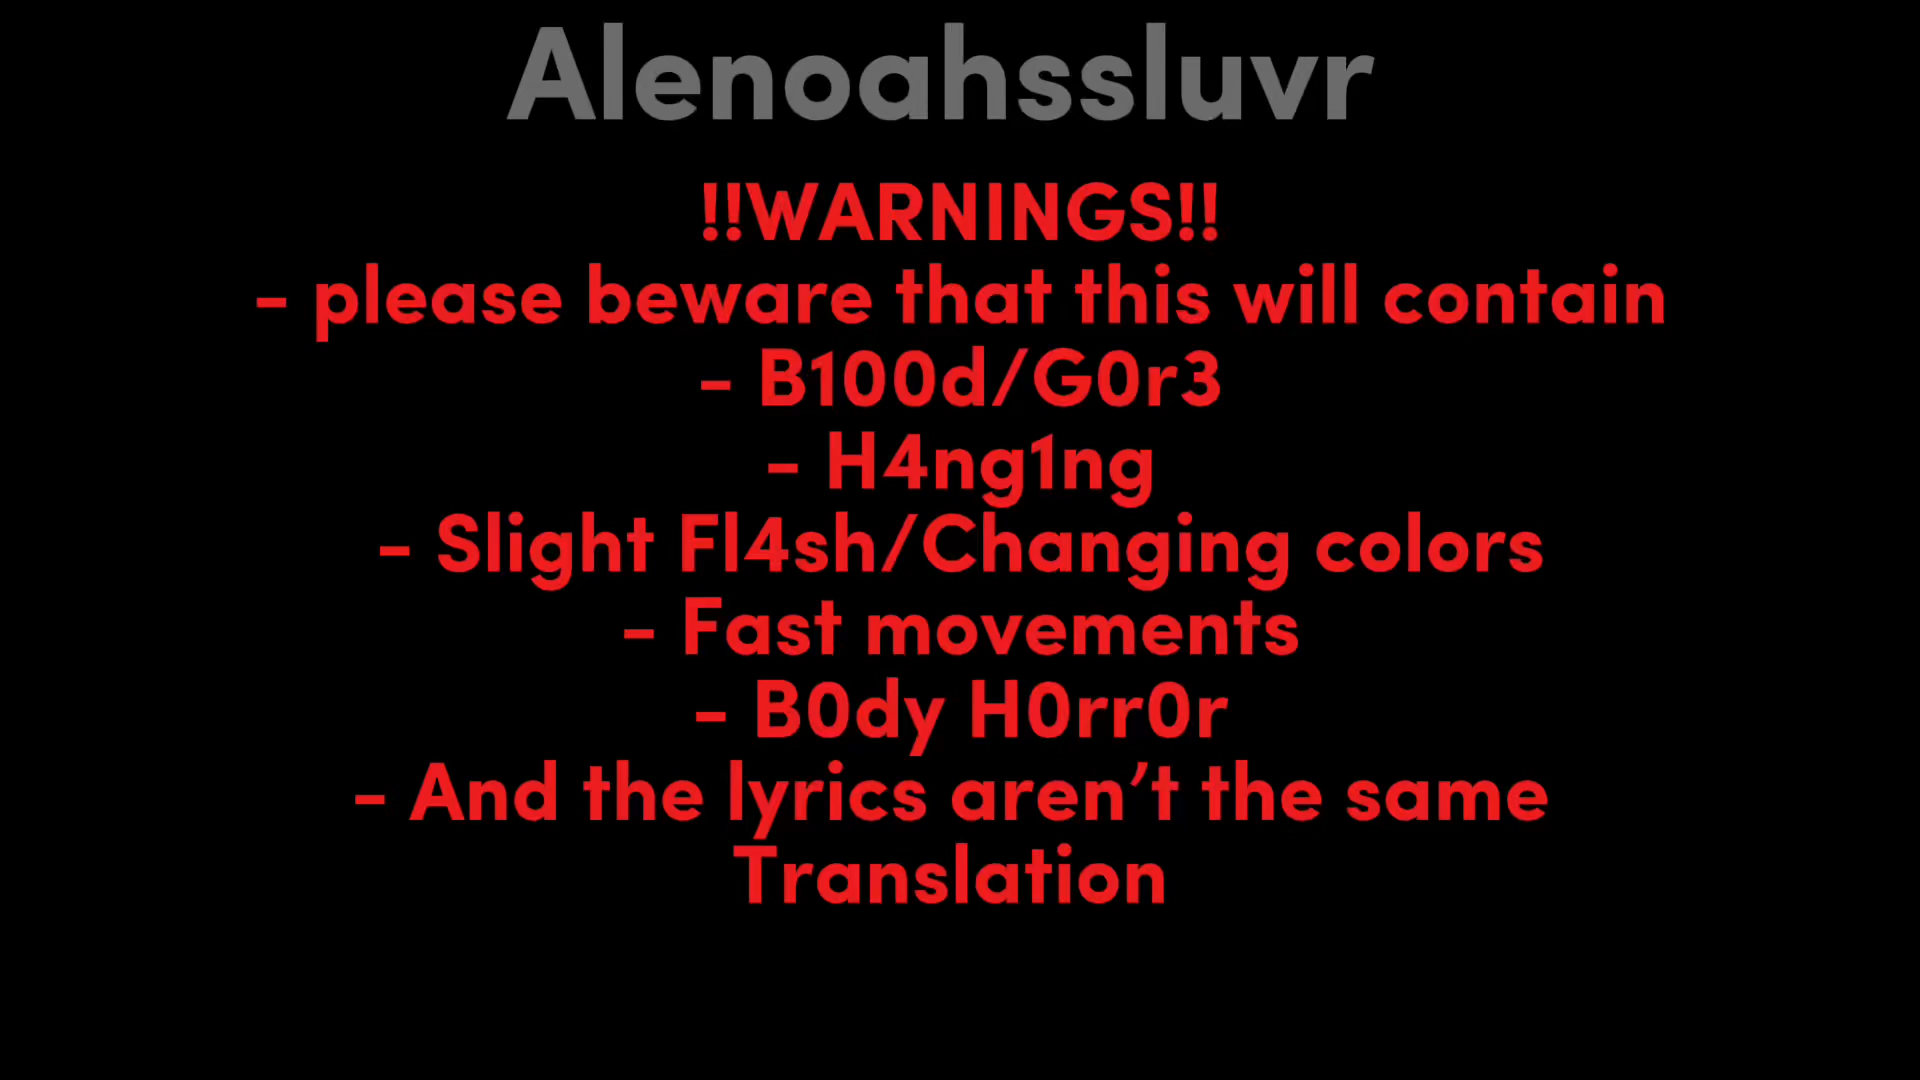 Alenoahssluvr
!!WARNINGS!!
- please beware that this will contain
- B100d/G0r3
- H4ng1ng
- Slight Fl4sh/Changing colors
- Fast movements
- B0dy H0rr0r
- And the lyrics aren’t the same
Translation